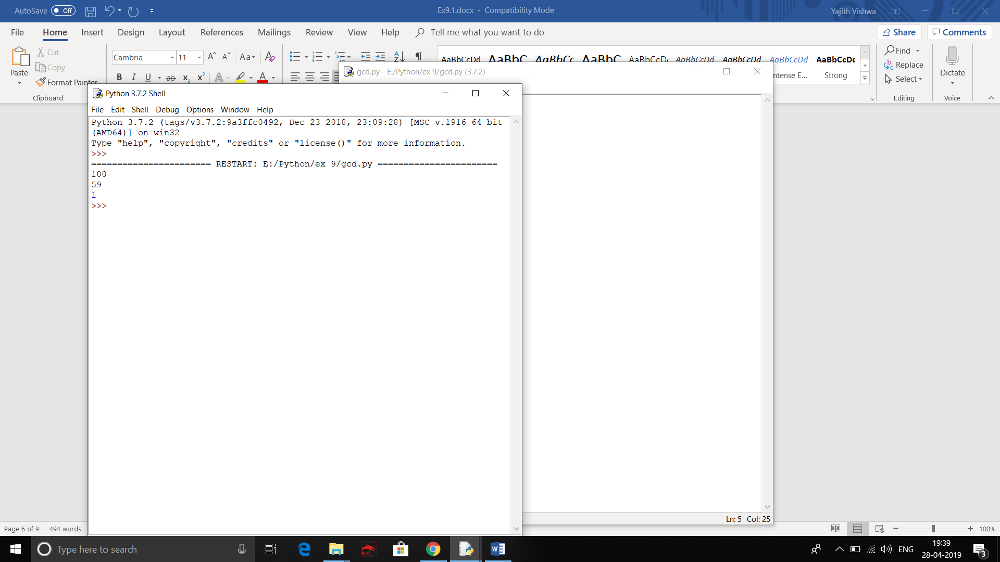 AutoSave Off
Ex9.1.docx - Compatibility Mode
Yajith Vishwa
File Home Insert Design Layout References Mailings Review View Help Tell me what you want to do
Share Comments
Cut
Copy
Format Painter
Paste
Clipboard
Cambria 11
Aa
B I U ab x₂ x² A A
AaBbCcDd AaBbC AaBbCc AaBbC AaBbCcD AaBbCcDd AaBbCcDd AaBbCcDd AaBbCcDc
ntense E... Strong
Find
Replace
Select
Editing
Dictate
Voice
gcd.py - E:/Python/ex 9/gcd.py (3.7.2)
Python 3.7.2 Shell
File Edit Shell Debug Options Window Help
Python 3.7.2 (tags/v3.7.2:9a3ffc0492, Dec 23 2018, 23:09:28) [MSC v.1916 64 bit
(AMD64)] on win32
Type "help", "copyright", "credits" or "license()" for more information.
>>>
======================= RESTART: E:/Python/ex 9/gcd.py =======================
100
59
1
>>>
Ln: 5 Col: 25
Page 6 of 9 494 words
100%
Type here to search
ENG
19:39
28-04-2019
3